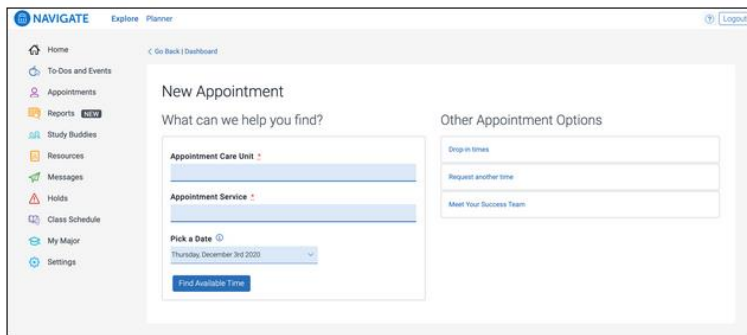 NAVIGATE Explore Planner
? Logout
Home
To-Dos and Events
Appointments
Reports NEW
Study Buddies
Resources
Messages
Holds
Class Schedule
My Major
Settings
< Go Back | Dashboard
New Appointment
What can we help you find?
Appointment Care Unit *
Appointment Service *
Pick a Date
Thursday, December 3rd 2020
Find Available Time
Other Appointment Options
Drop-in times
Request another time
Meet Your Success Team